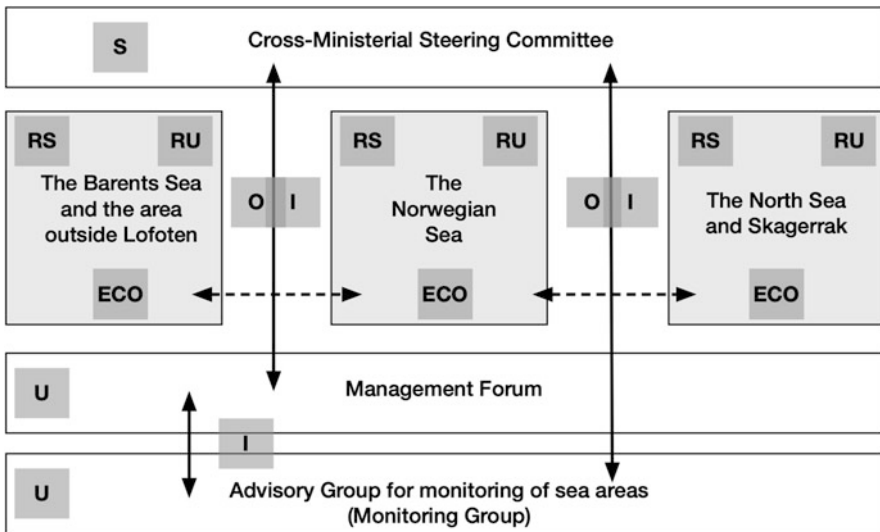 Cross-Ministerial Steering Committee
S
RS RU
The Barents Sea
and the area
outside Lofoten
ECO
O I
RS RU
The
Norwegian
Sea
ECO
O I
RS RU
The North Sea
and Skagerrak
ECO
U
Management Forum
I
U
Advisory Group for monitoring of sea areas
(Monitoring Group)